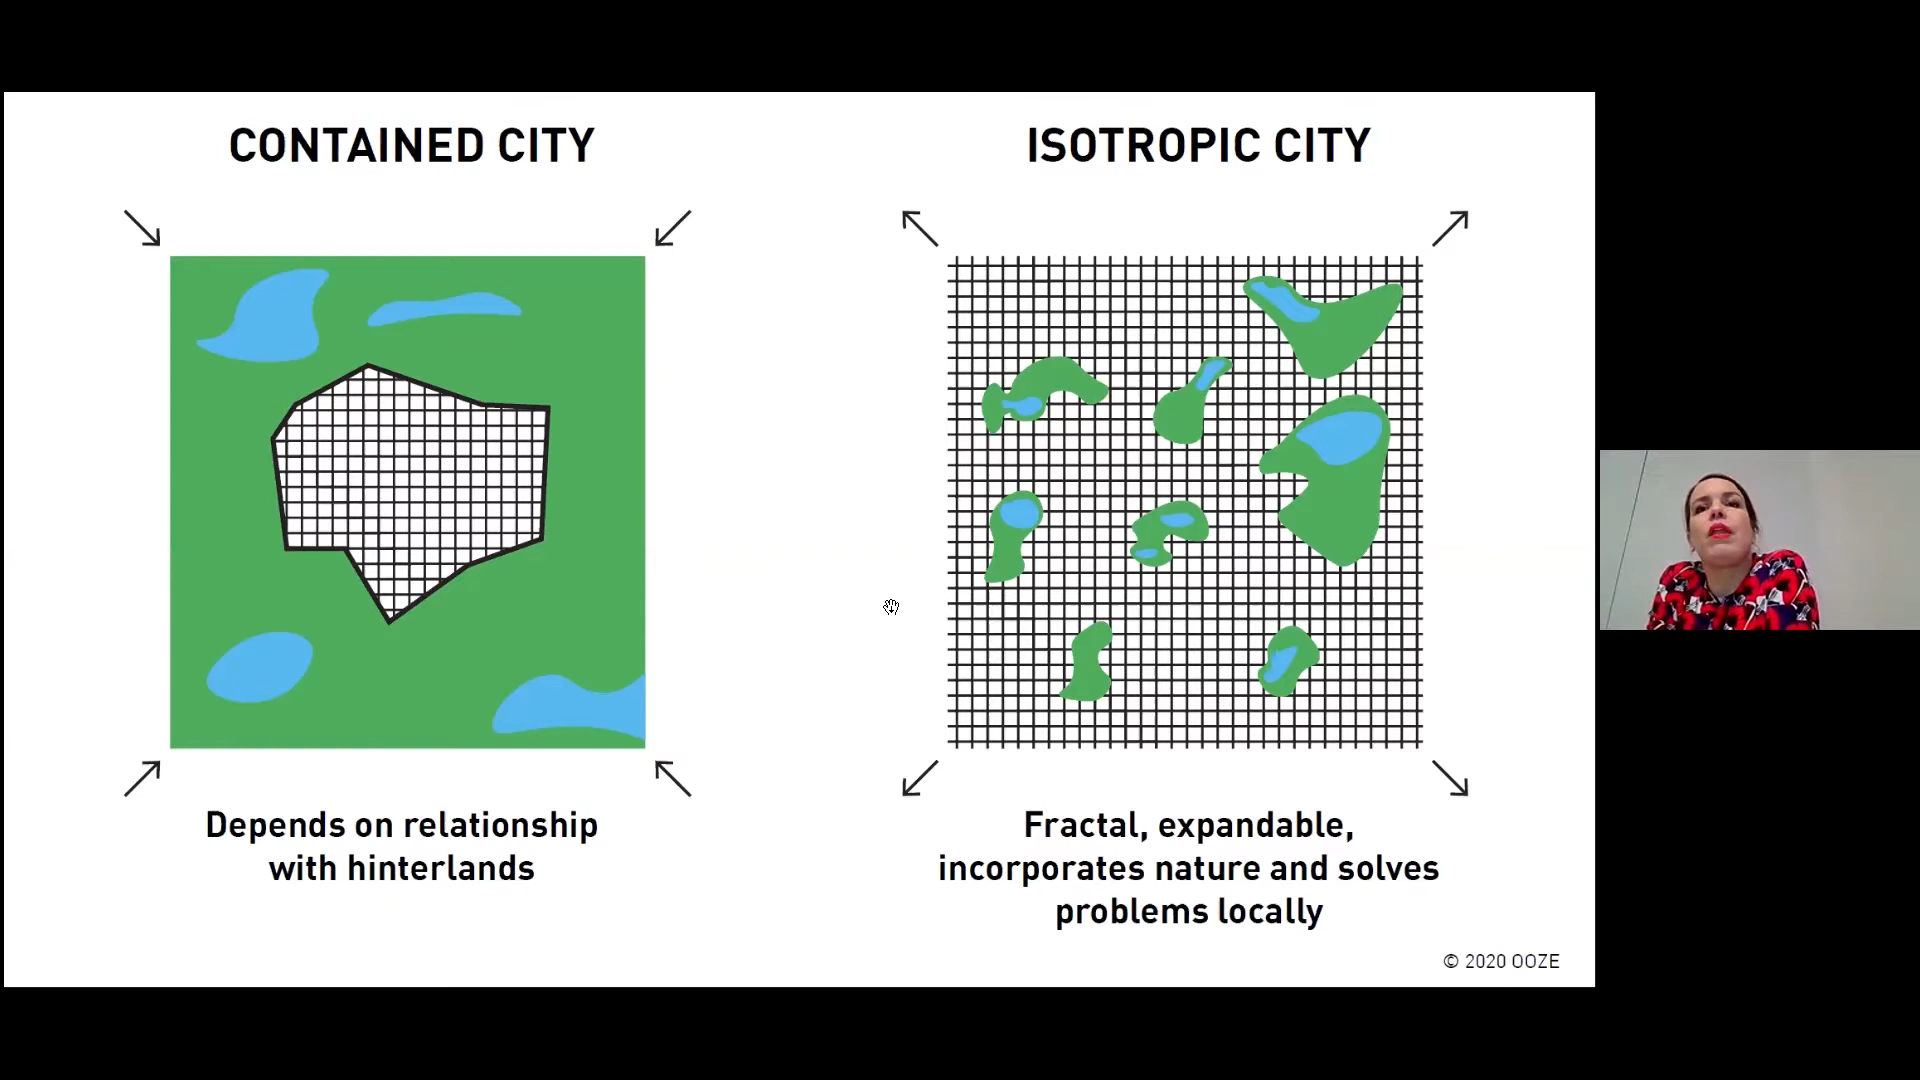 CONTAINED CITY
Depends on relationship
with hinterlands
ISOTROPIC CITY
Fractal, expandable,
incorporates nature and solves
problems locally
© 2020 OOZE